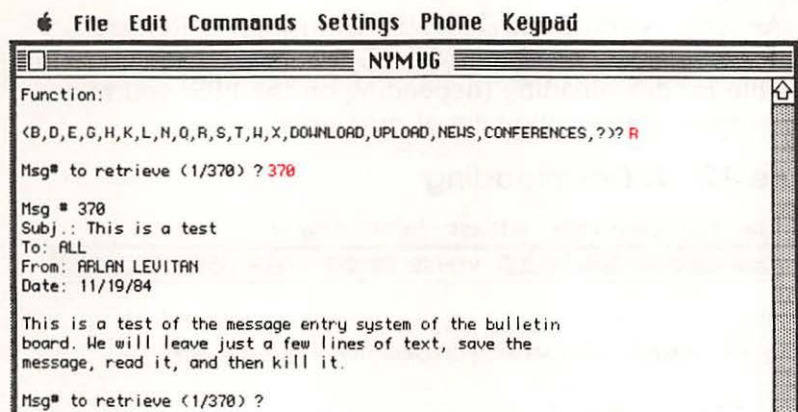 File Edit Commands Settings Phone Keypad
NYMUG
Function:
(B,D,E,G,H,K,L,N,Q,R,S,T,W,X,DOWNLOAD,UPLOAD,NEWS,CONFERENCES,?)? R
Msg# to retrieve (1/370) ? 370
Msg # 370
Subj.: This is a test
To: ALL
From: ARLAN LEVITAN
Date: 11/19/84
This is a test of the message entry system of the bulletin
board. We will leave just a few lines of text, save the
message, read it, and then kill it.
Msg# to retrieve (1/370) ?